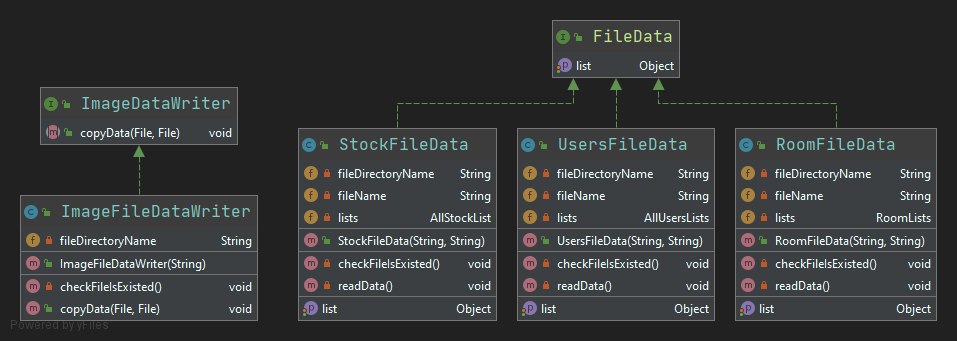 FileData
list Object
ImageDataWriter
copyData(File, File) void
ImageFileDataWriter
fileDirectoryName String
ImageFileDataWriter(String)
checkFileIsExisted() void
copyData(File, File) void
StockFileData
fileDirectoryName String
fileName String
lists AllStockList
StockFileData(String, String)
checkFileIsExisted() void
readData() void
list Object
UsersFileData
fileDirectoryName String
fileName String
lists AllUsersLists
UsersFileData(String, String)
checkFileIsExisted() void
readData() void
list Object
RoomFileData
fileDirectoryName String
fileName String
lists RoomLists
RoomFileData(String, String)
checkFileIsExisted() void
readData() void
list Object
Powered by yFiles